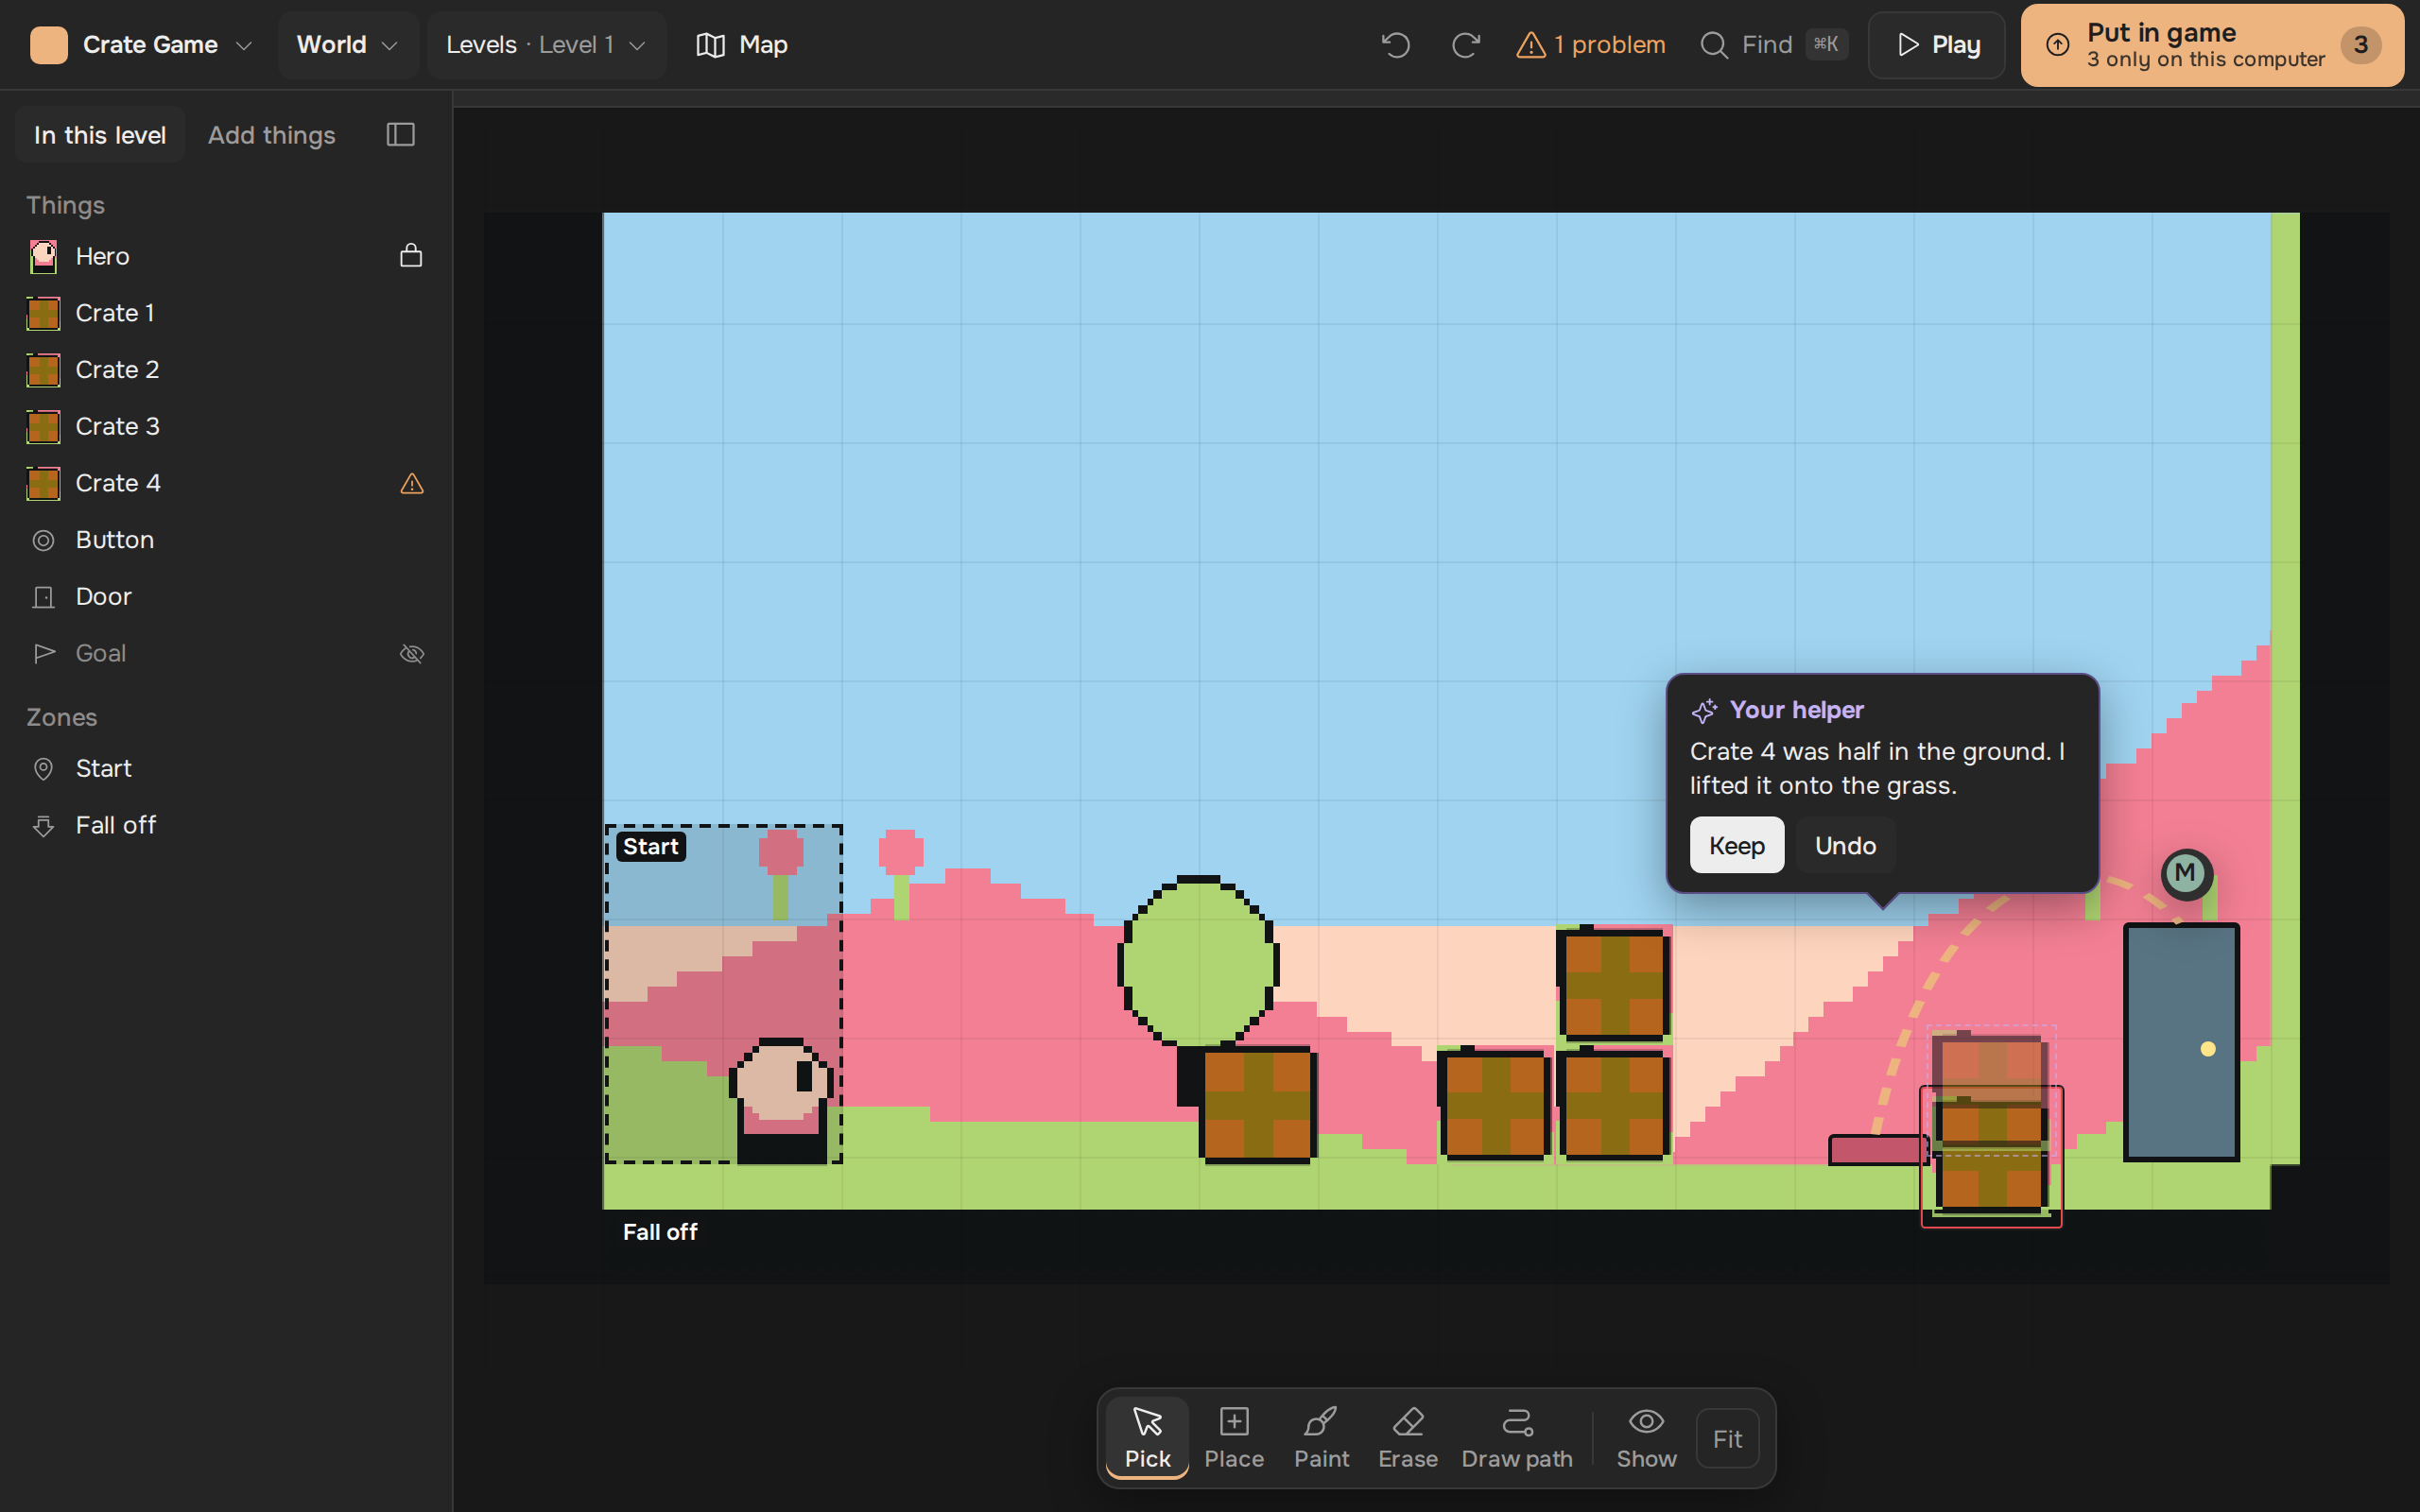 Crate Game
World
Levels · Level 1
Map
1 problem
Find ⌘K
Play
Put in game
3 only on this computer
3
In this level
Add things
Things
Hero
Crate 1
Crate 2
Crate 3
Crate 4
Button
Door
Goal
Zones
Start
Fall off
Your helper
Crate 4 was half in the ground. I
lifted it onto the grass.
Keep
Undo
Start
M
Fall off
Pick
Place
Paint
Erase
Draw path
Show
Fit